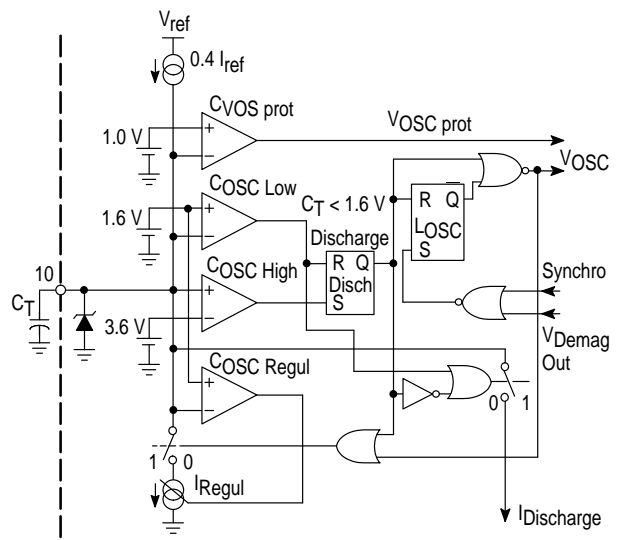 Vref
0.4 Iref
CVOS prot
1.0 V
+
−
VOSC prot
VOSC
COSC Low
1.6 V
+
−
CT < 1.6 V
R Q
LOSC
S
Discharge
R Q
Disch
S
COSC High
10
CT
+
−
3.6 V
Synchro
VDemag
Out
COSC Regul
+
−
0 1
1 0
IRegul
IDischarge